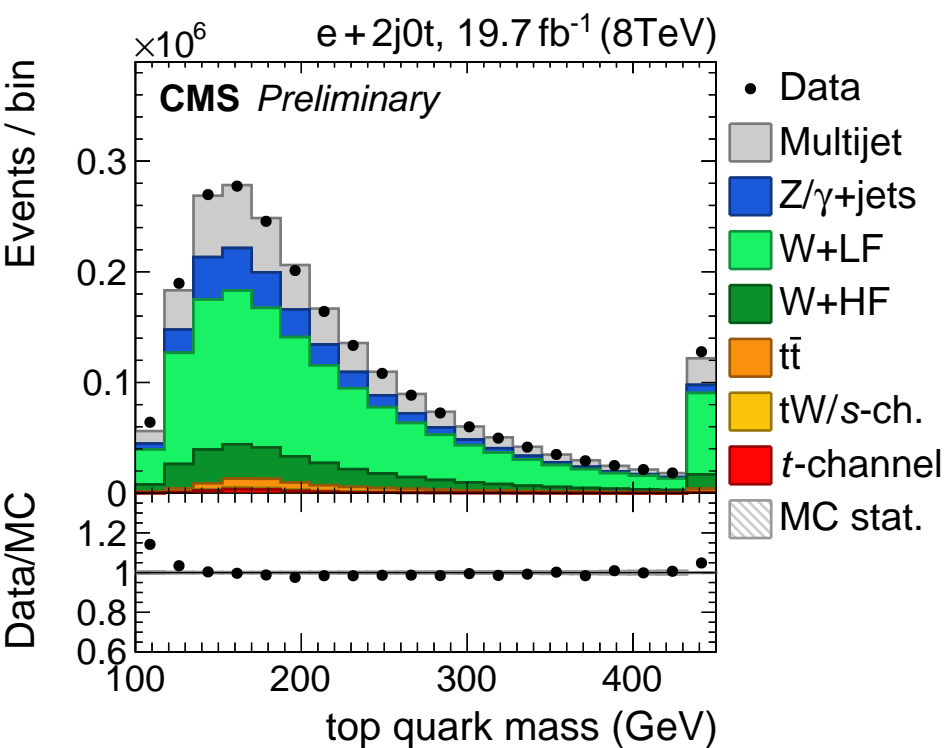 ×10⁶ e + 2j0t, 19.7 fb⁻¹ (8TeV)
CMS Preliminary
Events / bin
0.3
0.2
0.1
0
Data
Multijet
Z/γ+jets
W+LF
W+HF
tt̄
tW/s-ch.
t-channel
MC stat.
Data/MC
1.2
1
0.8
0.6
100 200 300 400
top quark mass (GeV)